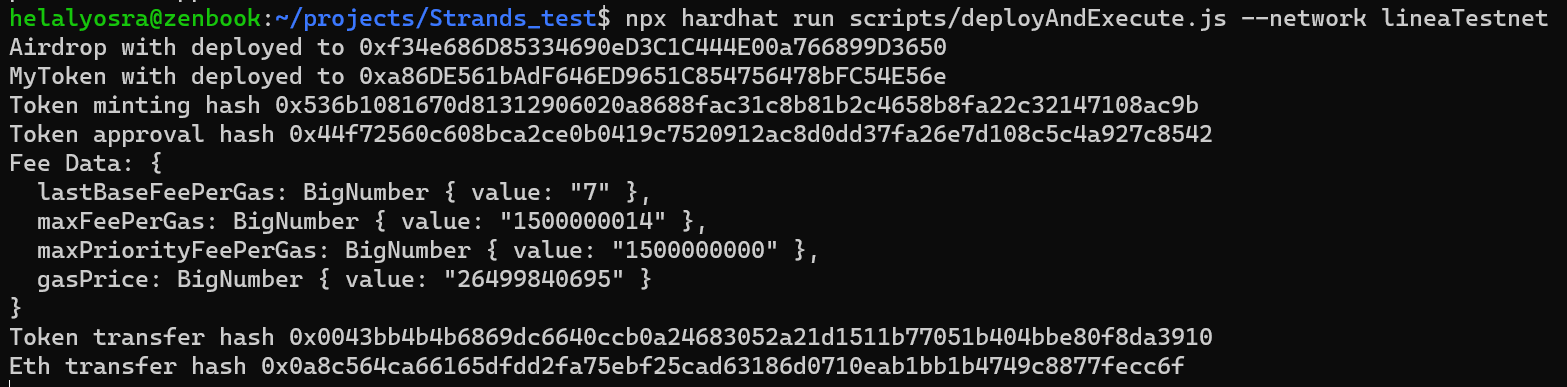 helalyosra@zenbook:~/projects/Strands_test$ npx hardhat run scripts/deployAndExecute.js --network lineaTestnet
Airdrop with deployed to 0xf34e686D85334690eD3C1C444E00a766899D3650
MyToken with deployed to 0xa86DE561bAdF646ED9651C854756478bFC54E56e
Token minting hash 0x536b1081670d81312906020a8688fac31c8b81b2c4658b8fa22c32147108ac9b
Token approval hash 0x44f72560c608bca2ce0b0419c7520912ac8d0dd37fa26e7d108c5c4a927c8542
Fee Data: {
  lastBaseFeePerGas: BigNumber { value: "7" },
  maxFeePerGas: BigNumber { value: "1500000014" },
  maxPriorityFeePerGas: BigNumber { value: "1500000000" },
  gasPrice: BigNumber { value: "26499840695" }
}
Token transfer hash 0x0043bb4b4b6869dc6640ccb0a24683052a21d1511b77051b404bbe80f8da3910
Eth transfer hash 0x0a8c564ca66165dfdd2fa75ebf25cad63186d0710eab1bb1b4749c8877fecc6f